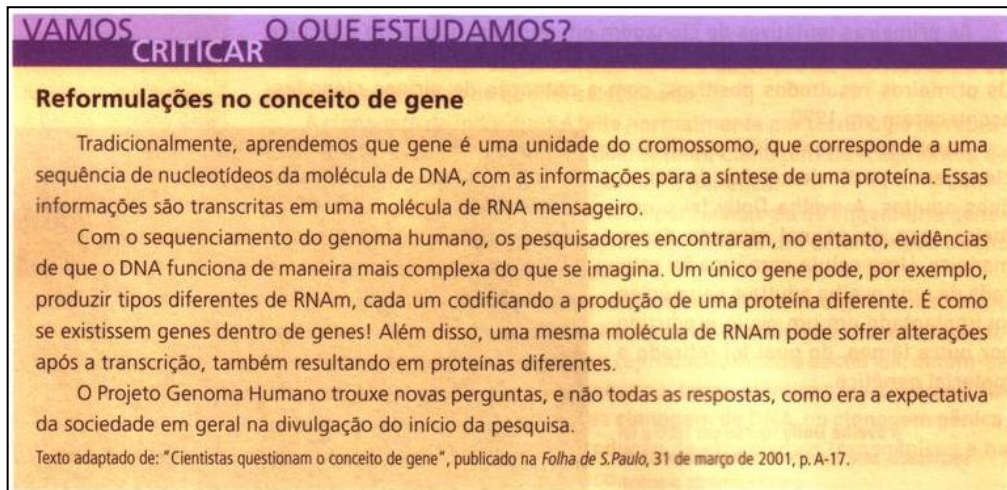 VAMOS CRITICAR O QUE ESTUDAMOS?
Reformulações no conceito de gene
Tradicionalmente, aprendemos que gene é uma unidade do cromossomo, que corresponde a uma
sequência de nucleotídeos da molécula de DNA, com as informações para a síntese de uma proteína. Essas
informações são transcritas em uma molécula de RNA mensageiro.
Com o sequenciamento do genoma humano, os pesquisadores encontraram, no entanto, evidências
de que o DNA funciona de maneira mais complexa do que se imagina. Um único gene pode, por exemplo,
produzir tipos diferentes de RNAm, cada um codificando a produção de uma proteína diferente. É como
se existissem genes dentro de genes! Além disso, uma mesma molécula de RNAm pode sofrer alterações
após a transcrição, também resultando em proteínas diferentes.
O Projeto Genoma Humano trouxe novas perguntas, e não todas as respostas, como era a expectativa
da sociedade em geral na divulgação do início da pesquisa.
Texto adaptado de: "Cientistas questionam o conceito de gene", publicado na Folha de S.Paulo, 31 de março de 2001, p. A-17.